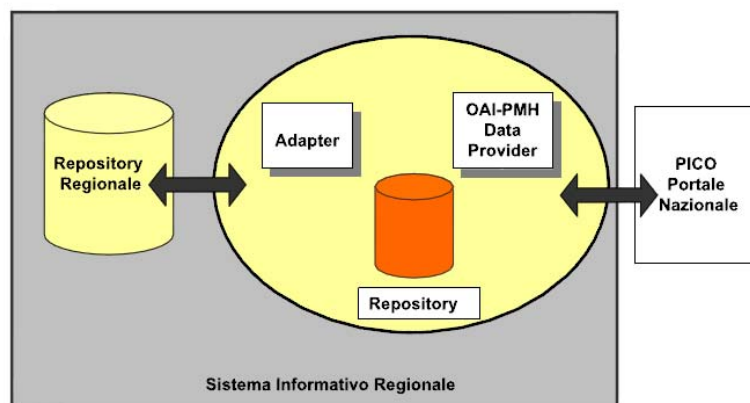 Repository
Regionale
Adapter
OAI-PMH
Data
Provider
Repository
PICO
Portale
Nazionale
Sistema Informativo Regionale